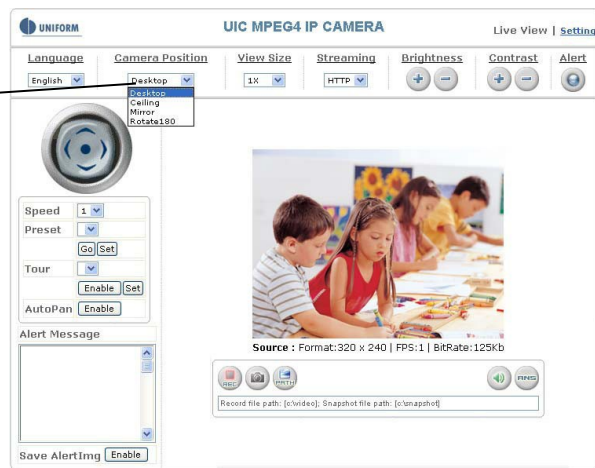 UNIFORM
UIC MPEG4 IP CAMERA
Live View | Setting
Language Camera Position View Size Streaming Brightness Contrast Alert
English Desktop 1X HTTP + − + −
Desktop
Ceiling
Mirror
Rotate180
Speed 1
Preset
Go Set
Tour
Enable Set
AutoPan Enable
Alert Message
Source : Format:320 x 240 | FPS:1 | BitRate:125Kb
REC PATH ANS
Record file path: [c:\video]; Snapshot file path: [c:\snapshot]
Save AlertImg Enable